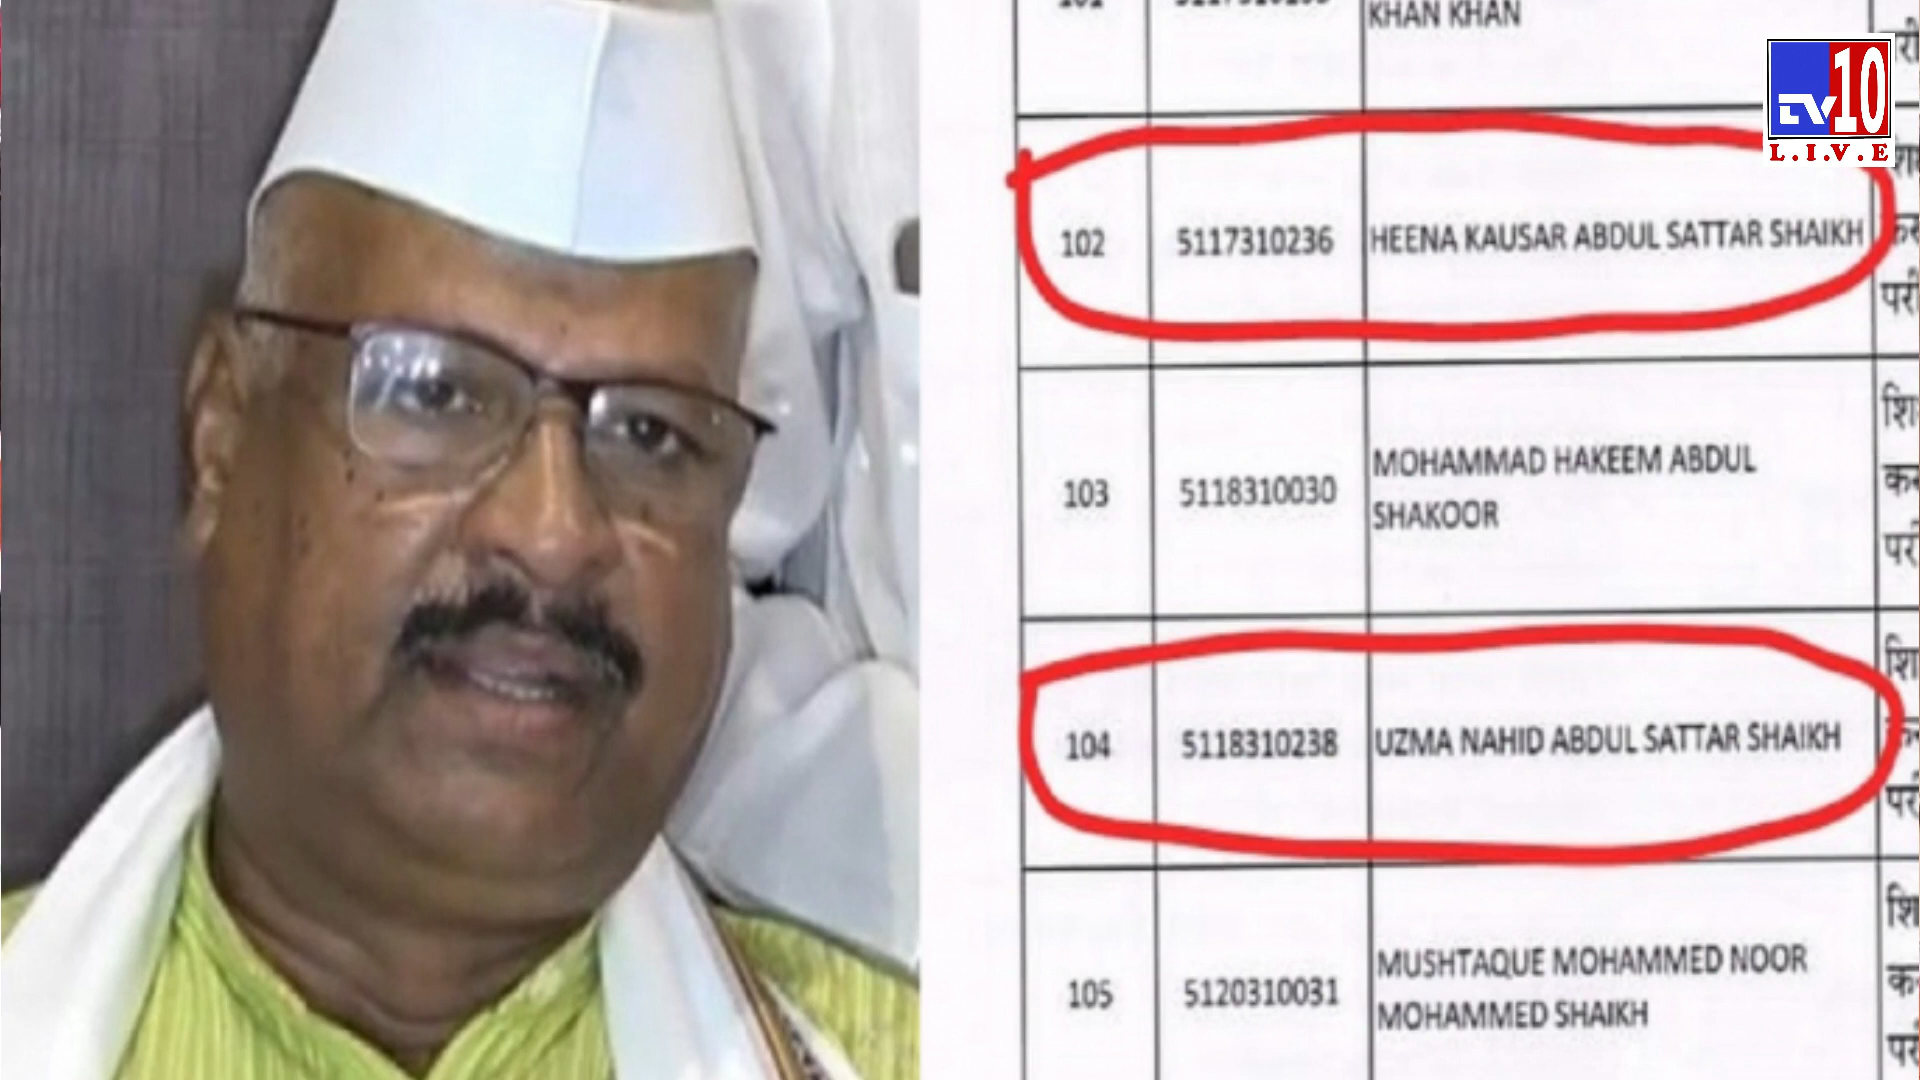 KHAN KHAN
TV10
L.I.V.E
102 5117310236 HEENA KAUSAR ABDUL SATTAR SHAIKH
103 5118310030 MOHAMMAD HAKEEM ABDUL
SHAKOOR
104 5118310238 UZMA NAHID ABDUL SATTAR SHAIKH
105 5120310031 MUSHTAQUE MOHAMMED NOOR
MOHAMMED SHAIKH